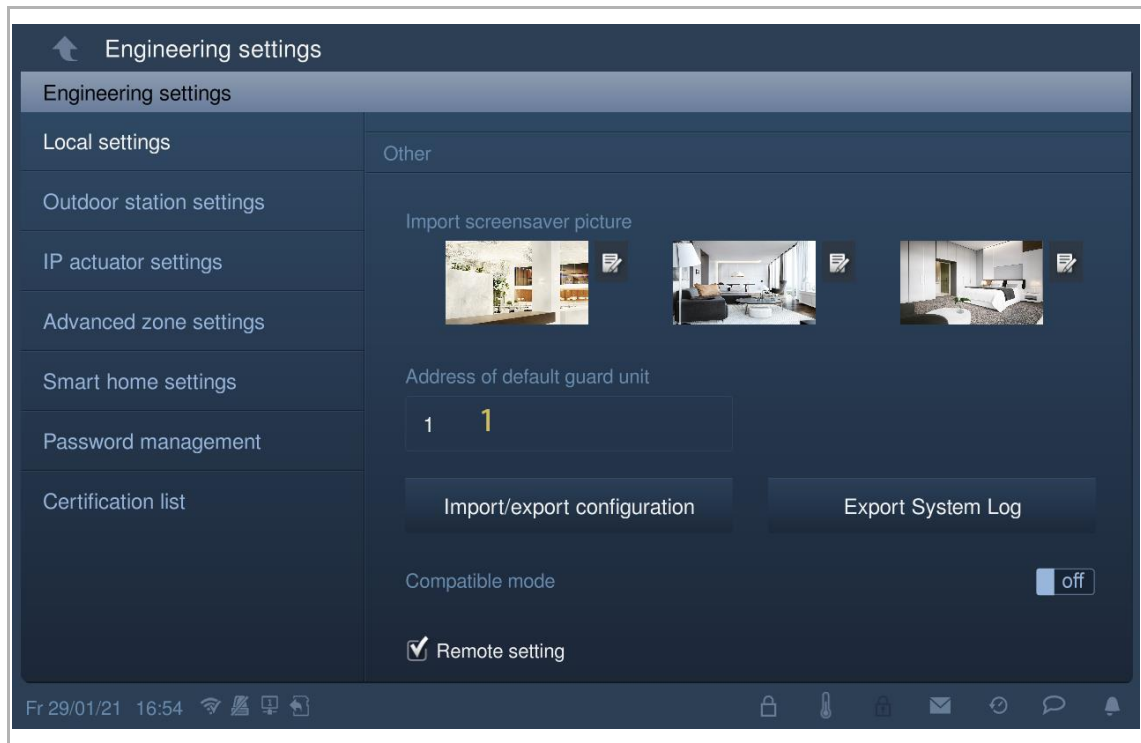 Engineering settings
Engineering settings
Local settings
Outdoor station settings
IP actuator settings
Advanced zone settings
Smart home settings
Password management
Certification list
Other
Import screensaver picture
Address of default guard unit
1 1
Import/export configuration Export System Log
Compatible mode off
Remote setting
Fr 29/01/21 16:54